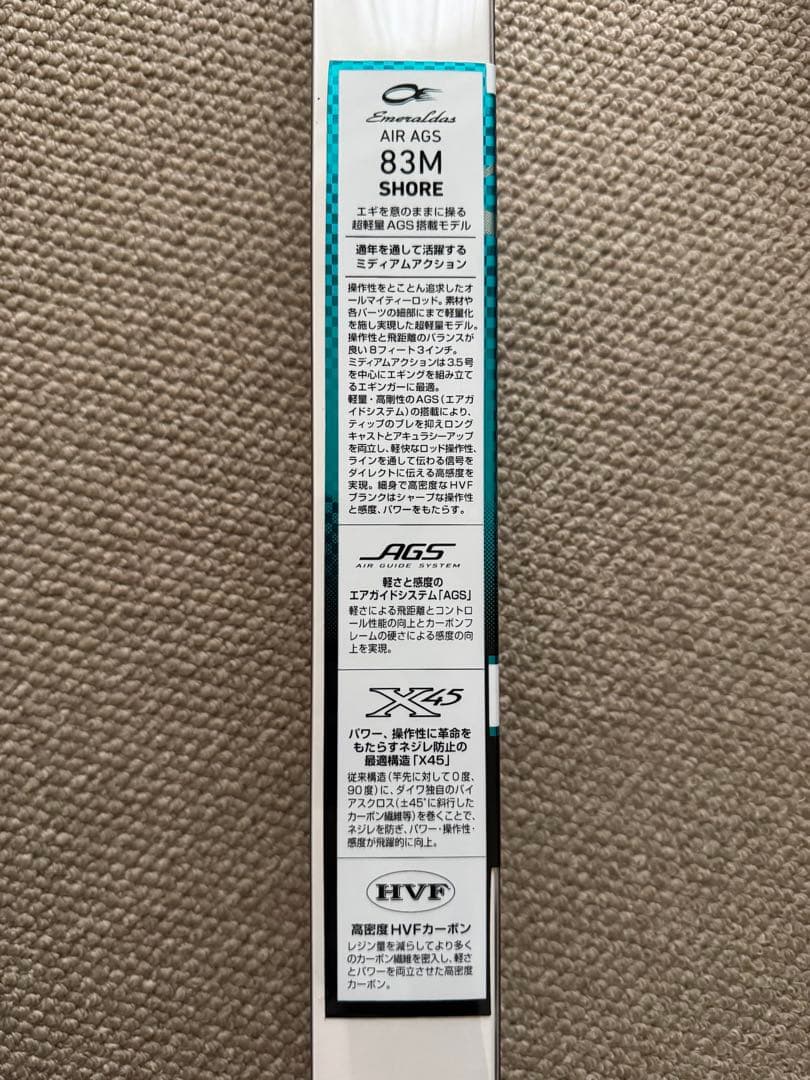 Emeraldas
AIR AGS
83M
SHORE
エギを意のままに操る
超軽量AGS搭載モデル
通年を通して活躍する
ミディアムアクション
操作性をとことん追求したオ
ールマイティーロッド。素材や
各パーツの細部にまで軽量化
を施し実現した超軽量モデル。
操作性と飛距離のバランスが
良い8フィート3インチ。
ミディアムアクションは3.5号
を中心にエギングを組み立て
るエギンガーに最適。
軽量・高剛性のAGS(エアガ
イドシステム)の搭載により、
ティップのブレを抑えロング
キャストとアキュラシーアップ
を両立し、軽快なロッド操作性、
ラインを通して伝わる信号を
ダイレクトに伝える高感度を
実現。細身で高密度なHVF
ブランクはシャープな操作性
と感度、パワーをもたらす。
AGS
AIR GUIDE SYSTEM
軽さと感度の
エアガイドシステム「AGS」
軽さによる飛距離とコントロ
ール性能の向上とカーボンフ
レームの硬さによる感度の向
上を実現。
X45
パワー、操作性に革命を
もたらすネジレ防止の
最適構造「X45」
従来構造(竿先に対して0度、
90度)に、ダイワ独自のバイ
アスクロス(±45°に斜行した
カーボン繊維等)を巻くことで、
ネジレを防ぎ、パワー・操作性・
感度が飛躍的に向上。
HVF
高密度HVFカーボン
レジン量を減らしてより多く
のカーボン繊維を密入し、軽さ
とパワーを両立させた高密度
カーボン。